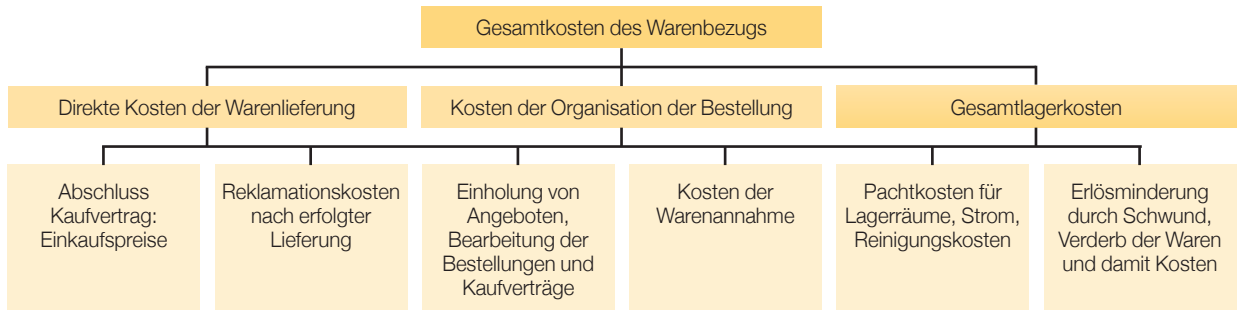 Gesamtkosten des Warenbezugs
Direkte Kosten der Warenlieferung
Kosten der Organisation der Bestellung
Gesamtlagerkosten
Abschluss
Kaufvertrag:
Einkaufspreise
Reklamationskosten
nach erfolgter
Lieferung
Einholung von
Angeboten,
Bearbeitung der
Bestellungen und
Kaufverträge
Kosten der
Warenannahme
Pachtkosten für
Lagerräume, Strom,
Reinigungskosten
Erlösminderung
durch Schwund,
Verderb der Waren
und damit Kosten